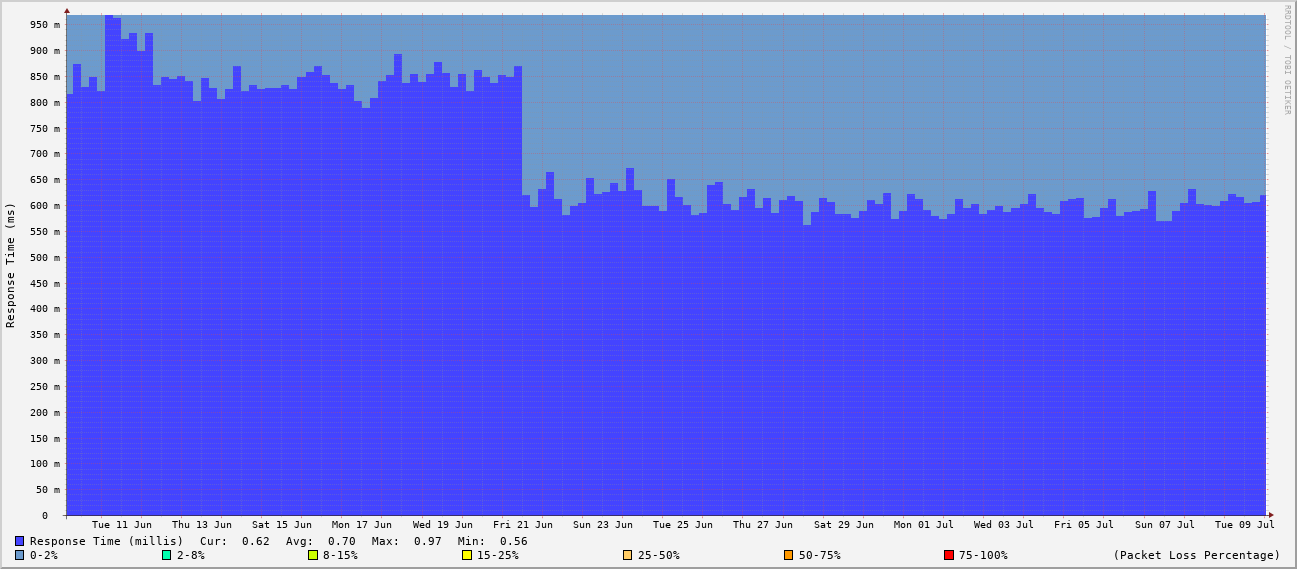 RRDTOOL / TOBI OETIKER
Response Time (ms)
950 m
900 m
850 m
800 m
750 m
700 m
650 m
600 m
550 m
500 m
450 m
400 m
350 m
300 m
250 m
200 m
150 m
100 m
50 m
0
Tue 11 Jun Thu 13 Jun Sat 15 Jun Mon 17 Jun Wed 19 Jun Fri 21 Jun Sun 23 Jun Tue 25 Jun Thu 27 Jun Sat 29 Jun Mon 01 Jul Wed 03 Jul Fri 05 Jul Sun 07 Jul Tue 09 Jul
Response Time (millis) Cur: 0.62 Avg: 0.70 Max: 0.97 Min: 0.56
0-2% 2-8% 8-15% 15-25% 25-50% 50-75% 75-100% (Packet Loss Percentage)